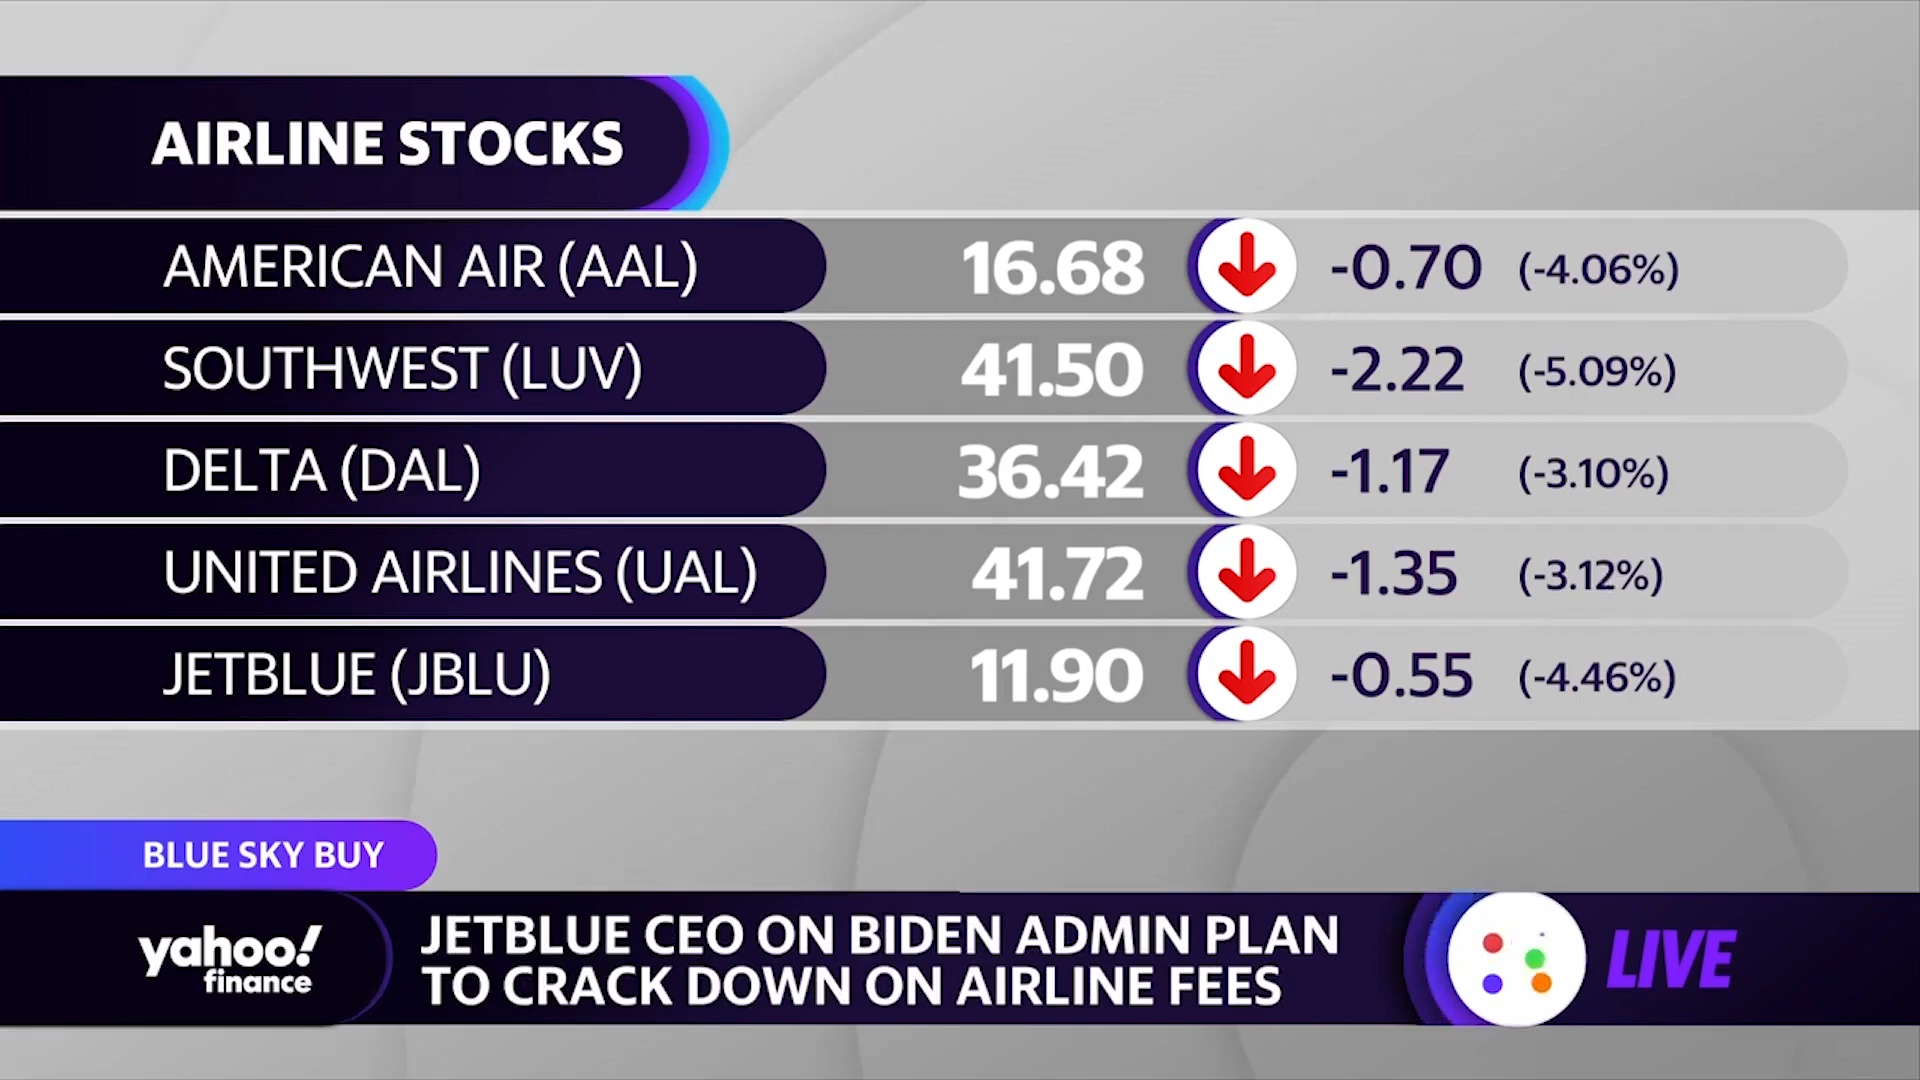 AIRLINE STOCKS
AMERICAN AIR (AAL) 16.68 -0.70 (-4.06%)
SOUTHWEST (LUV) 41.50 -2.22 (-5.09%)
DELTA (DAL) 36.42 -1.17 (-3.10%)
UNITED AIRLINES (UAL) 41.72 -1.35 (-3.12%)
JETBLUE (JBLU) 11.90 -0.55 (-4.46%)
BLUE SKY BUY
yahoo!
finance
JETBLUE CEO ON BIDEN ADMIN PLAN
TO CRACK DOWN ON AIRLINE FEES
LIVE